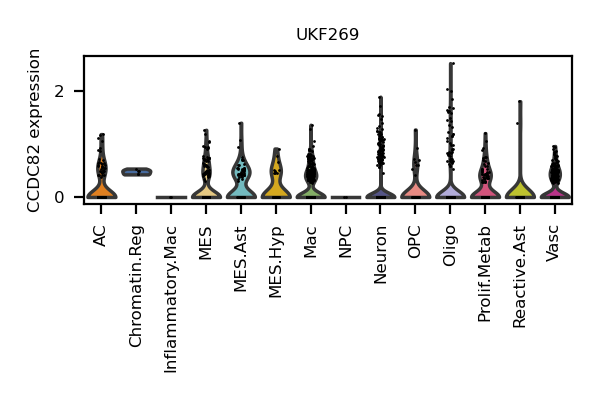 UKF269
CCDC82 expression
2
0
AC
Chromatin.Reg
Inflammatory.Mac
MES
MES.Ast
MES.Hyp
Mac
NPC
Neuron
OPC
Oligo
Prolif.Metab
Reactive.Ast
Vasc